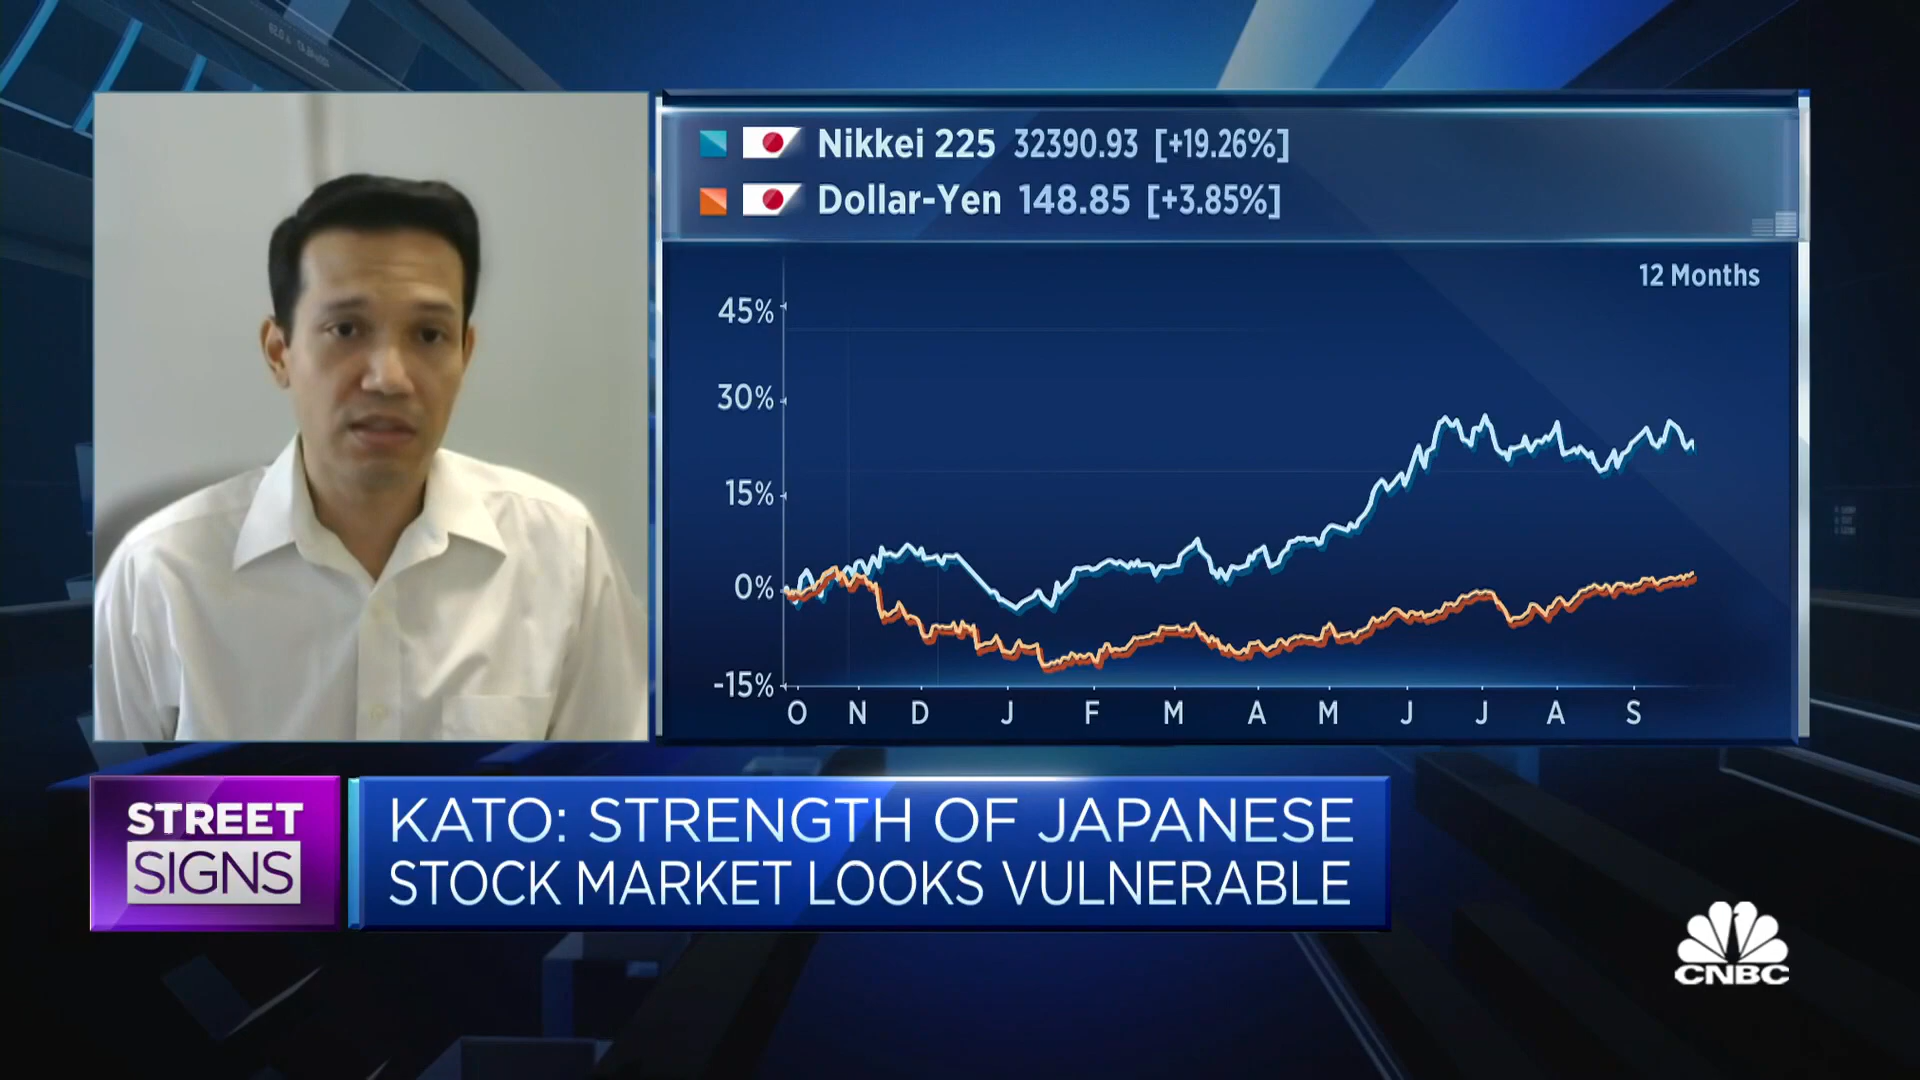 Nikkei 225 32390.93 [+19.26%]
Dollar-Yen 148.85 [+3.85%]
12 Months
45%
30%
15%
0%
-15%
O N D J F M A M J J A S
STREET
SIGNS
KATO: STRENGTH OF JAPANESE
STOCK MARKET LOOKS VULNERABLE
CNBC